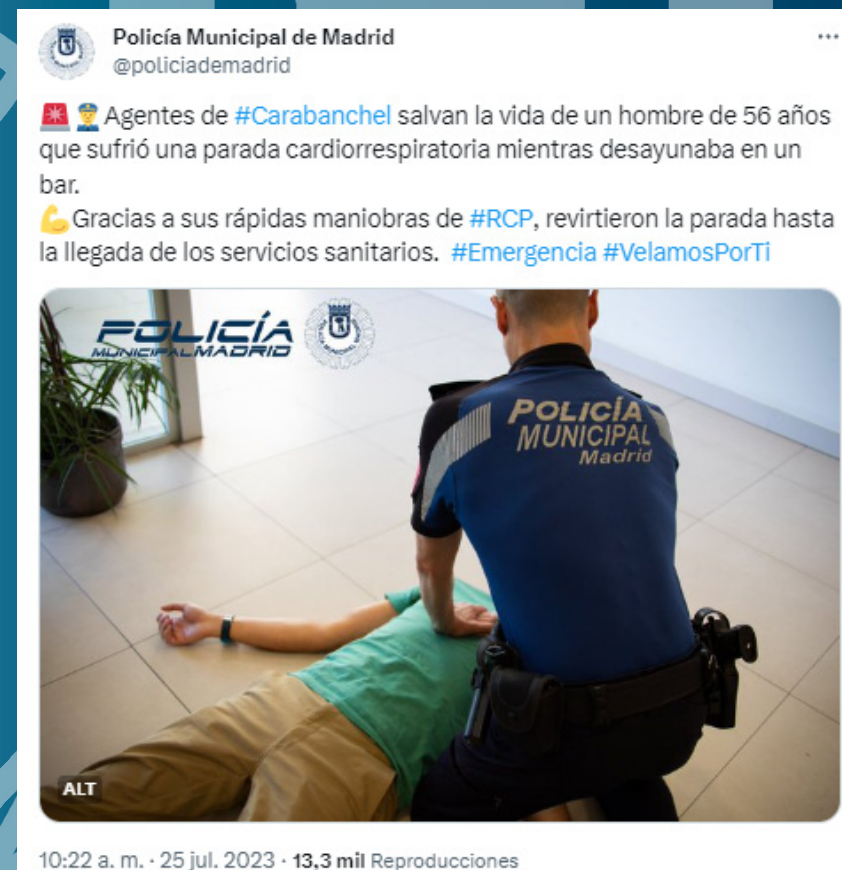 Policía Municipal de Madrid
@policiademadrid
🚨👮Agentes de #Carabanchel salvan la vida de un hombre de 56 años
que sufrió una parada cardiorrespiratoria mientras desayunaba en un
bar.
💪Gracias a sus rápidas maniobras de #RCP, revirtieron la parada hasta
la llegada de los servicios sanitarios. #Emergencia #VelamosPorTi
POLICÍA
MUNICIPALMADRID
POLICÍA
MUNICIPAL
Madrid
ALT
10:22 a. m. · 25 jul. 2023 · 13,3 mil Reproducciones